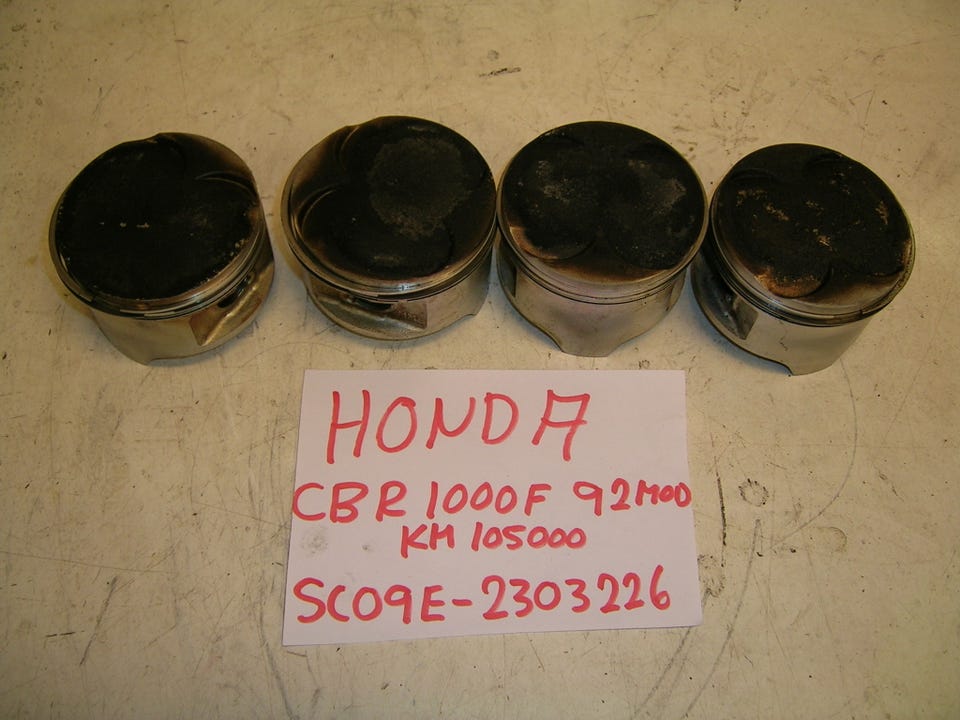 HONDA
CBR 1000F 92MOD
KM 105000
SC09E-2303226